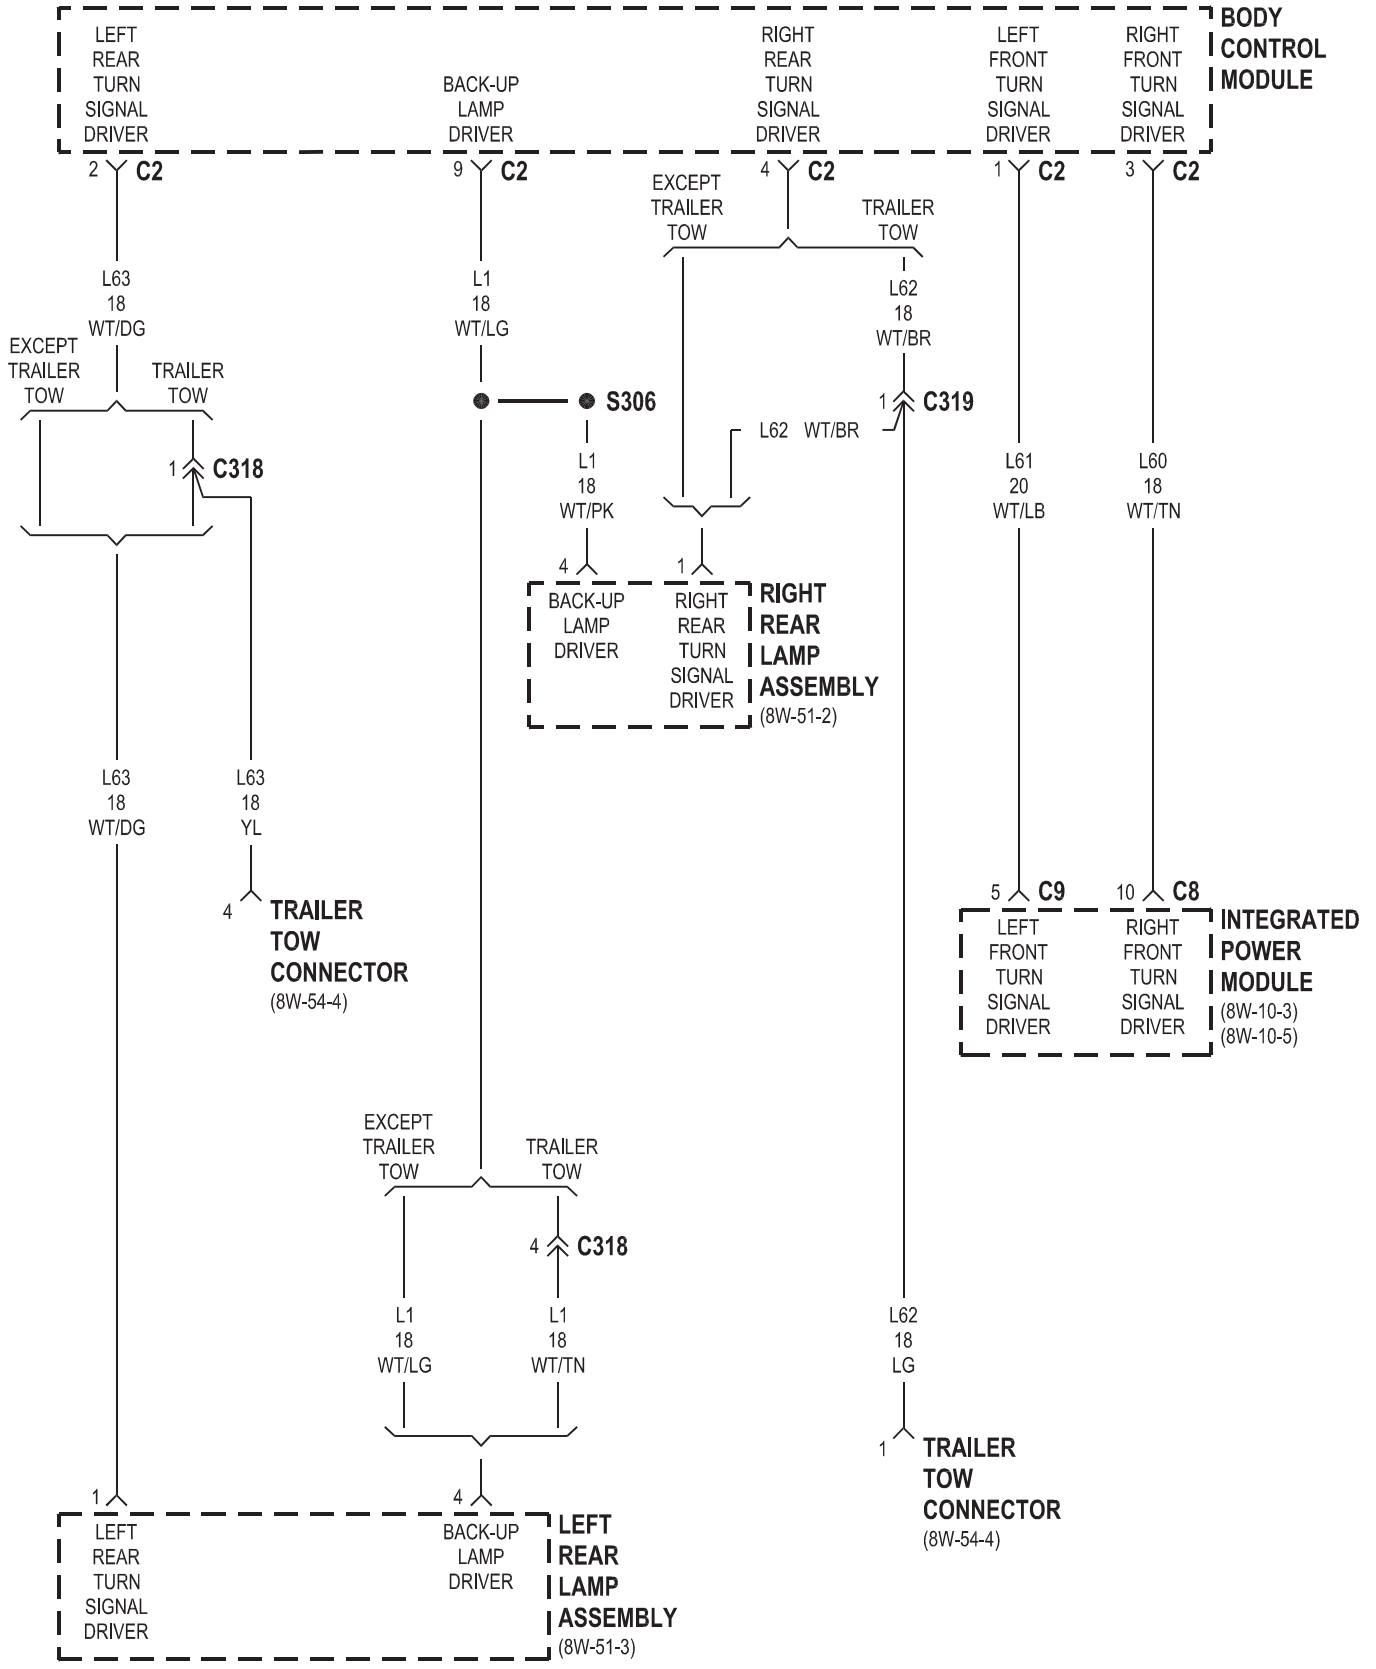 BODY
CONTROL
MODULE
LEFT
REAR
TURN
SIGNAL
DRIVER
BACK-UP
LAMP
DRIVER
RIGHT
REAR
TURN
SIGNAL
DRIVER
LEFT
FRONT
TURN
SIGNAL
DRIVER
RIGHT
FRONT
TURN
SIGNAL
DRIVER
2 C2
9 C2
4 C2
1 C2
3 C2
EXCEPT
TRAILER
TOW
TRAILER
TOW
L63
18
WT/DG
L1
18
WT/LG
L62
18
WT/BR
EXCEPT
TRAILER
TOW
TRAILER
TOW
S306
1 C319
L62 WT/BR
1 C318
L1
18
WT/PK
L61
20
WT/LB
L60
18
WT/TN
4
1
BACK-UP
LAMP
DRIVER
RIGHT
REAR
TURN
SIGNAL
DRIVER
RIGHT
REAR
LAMP
ASSEMBLY
(8W-51-2)
L63
18
WT/DG
L63
18
YL
4
TRAILER
TOW
CONNECTOR
(8W-54-4)
5 C9
10 C8
LEFT
FRONT
TURN
SIGNAL
DRIVER
RIGHT
FRONT
TURN
SIGNAL
DRIVER
INTEGRATED
POWER
MODULE
(8W-10-3)
(8W-10-5)
EXCEPT
TRAILER
TOW
TRAILER
TOW
4 C318
L1
18
WT/LG
L1
18
WT/TN
L62
18
LG
1
TRAILER
TOW
CONNECTOR
(8W-54-4)
1
4
LEFT
REAR
TURN
SIGNAL
DRIVER
BACK-UP
LAMP
DRIVER
LEFT
REAR
LAMP
ASSEMBLY
(8W-51-3)